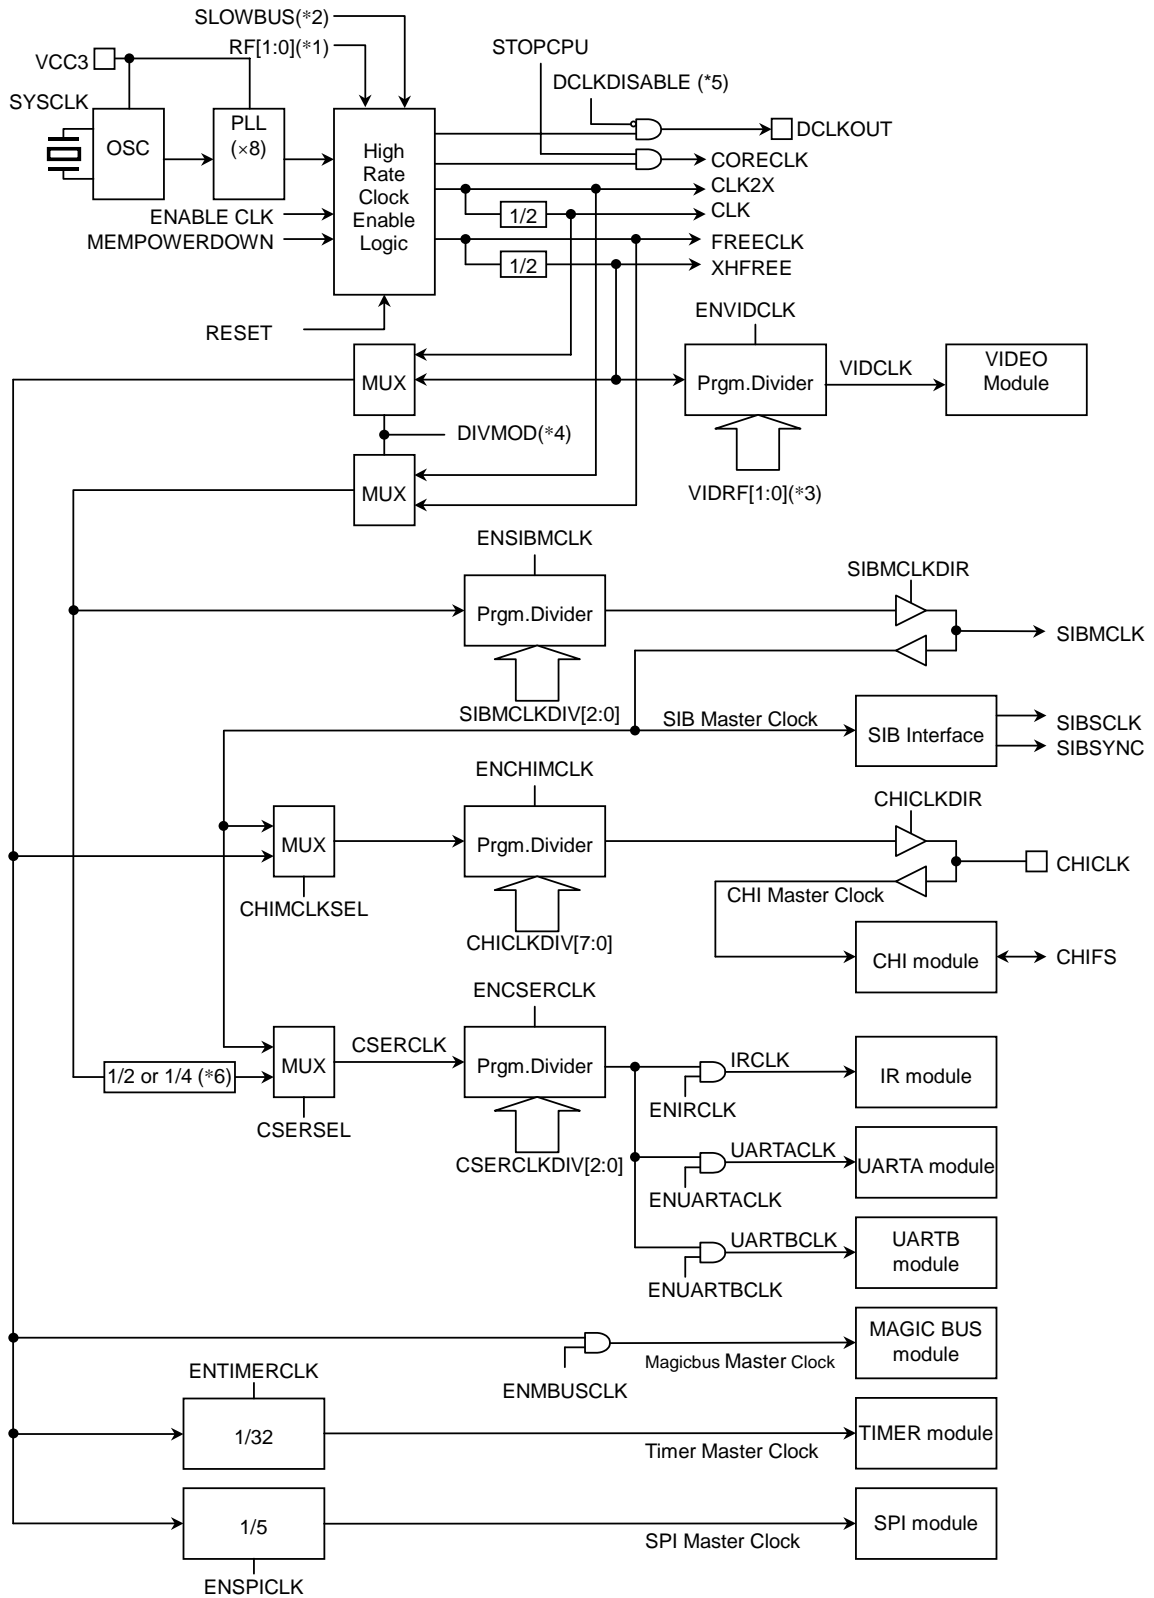 SLOWBUS(*2)
RF[1:0](*1)
STOPCPU
VCC3
DCLKDISABLE (*5)
SYSCLK
OSC
PLL
(×8)
High
Rate
Clock
Enable
Logic
DCLKOUT
CORECLK
CLK2X
1/2
CLK
ENABLE CLK
MEMPOWERDOWN
FREECLK
1/2
XHFREE
RESET
ENVIDCLK
MUX
Prgm.Divider
VIDCLK
VIDEO
Module
DIVMOD(*4)
MUX
VIDRF[1:0](*3)
ENSIBMCLK
SIBMCLKDIR
Prgm.Divider
SIBMCLK
SIBMCLKDIV[2:0]
SIB Master Clock
SIB Interface
SIBSCLK
SIBSYNC
ENCHIMCLK
CHICLKDIR
MUX
Prgm.Divider
CHICLK
CHI Master Clock
CHIMCLKSEL
CHICLKDIV[7:0]
CHI module
CHIFS
ENCSERCLK
MUX
CSERCLK
Prgm.Divider
1/2 or 1/4 (*6)
IRCLK
IR module
ENIRCLK
CSERSEL
CSERCLKDIV[2:0]
UARTACLK
UARTA module
ENUARTACLK
UARTBCLK
UARTB
module
ENUARTBCLK
MAGIC BUS
module
Magicbus Master Clock
ENMBUSCLK
ENTIMERCLK
1/32
Timer Master Clock
TIMER module
1/5
SPI Master Clock
SPI module
ENSPICLK